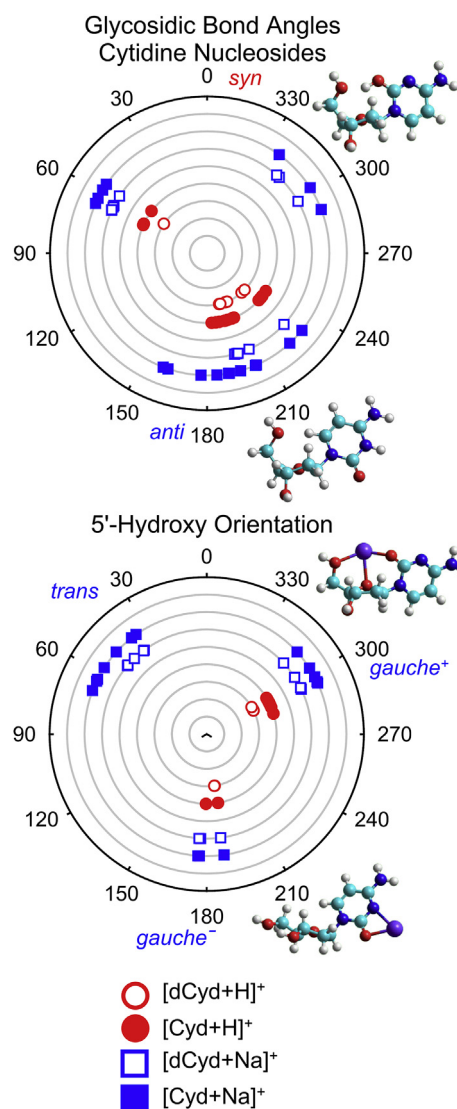 Glycosidic Bond Angles
Cytidine Nucleosides
0
syn
30
330
60
300
90
270
120
240
150
210
anti
180
5'-Hydroxy Orientation
0
trans
30
330
60
300
gauche⁺
90
270
120
240
150
210
180
gauche⁻
[dCyd+H]⁺
[Cyd+H]⁺
[dCyd+Na]⁺
[Cyd+Na]⁺